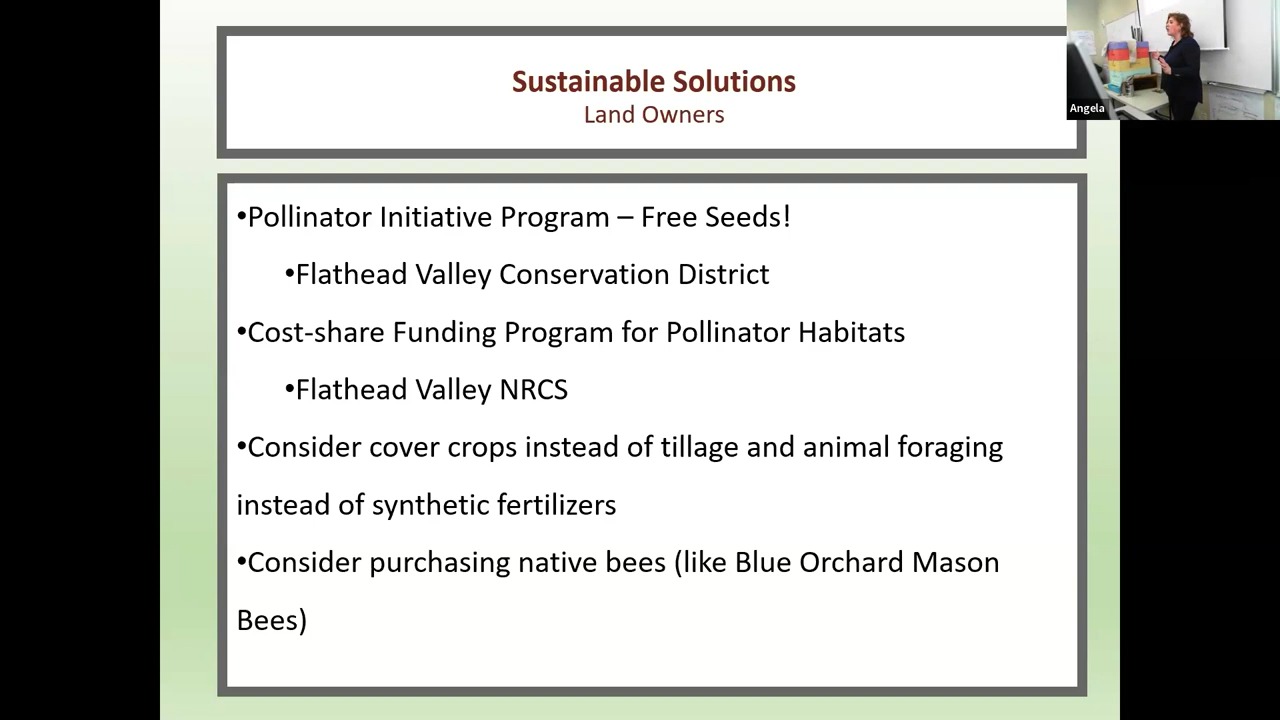 Sustainable Solutions
Land Owners
Angela
•Pollinator Initiative Program – Free Seeds!
•Flathead Valley Conservation District
•Cost-share Funding Program for Pollinator Habitats
•Flathead Valley NRCS
•Consider cover crops instead of tillage and animal foraging
instead of synthetic fertilizers
•Consider purchasing native bees (like Blue Orchard Mason
Bees)